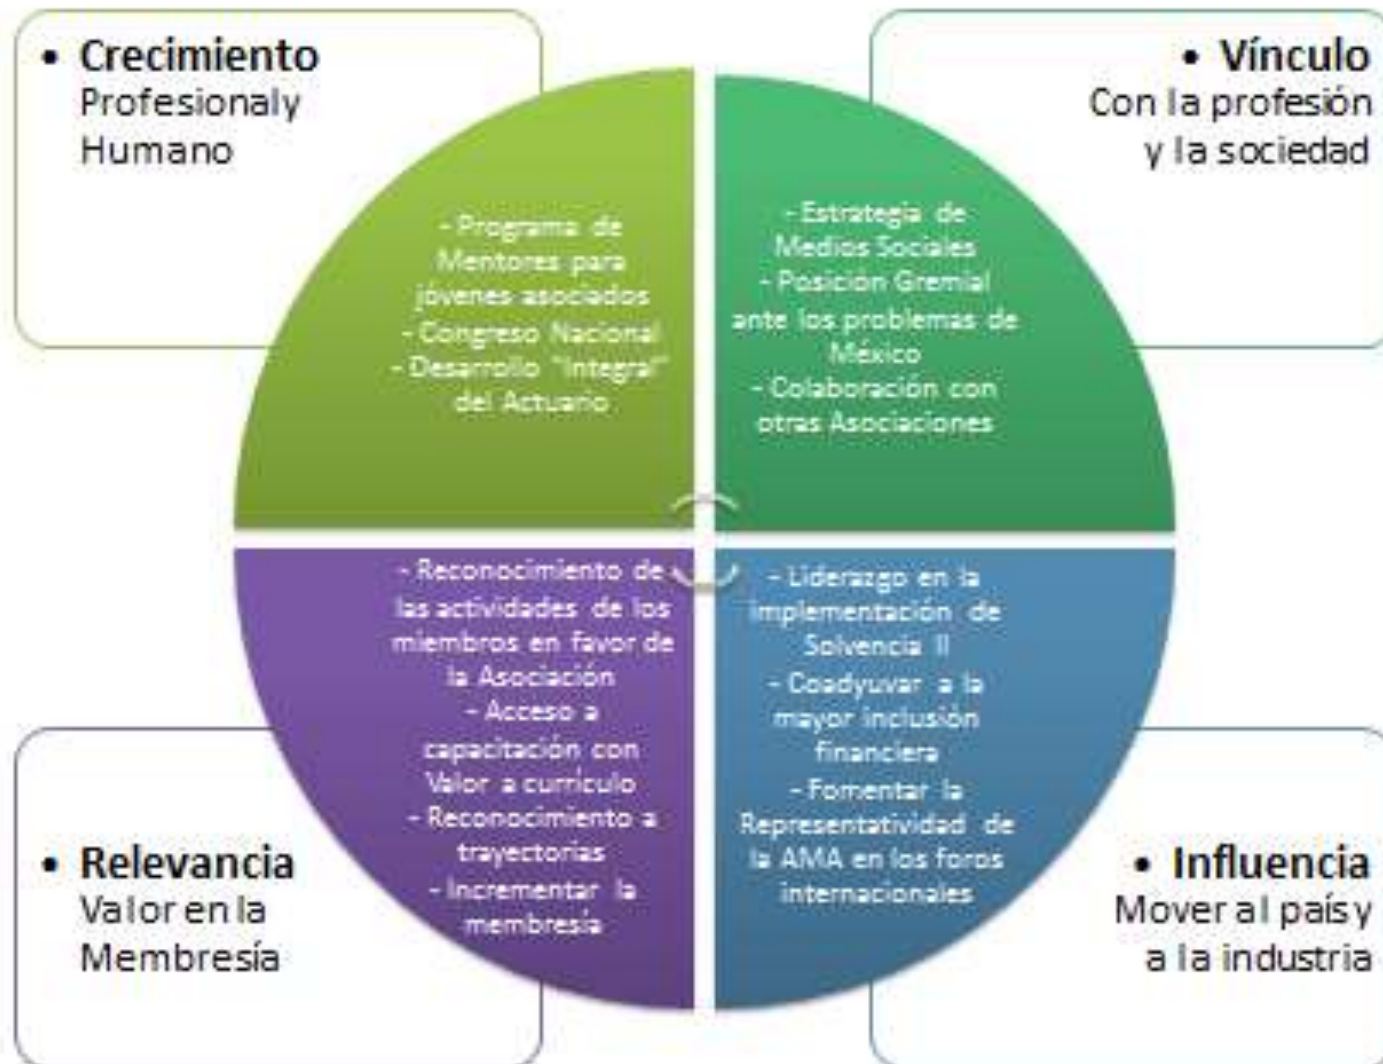 • Crecimiento
Profesional y
Humano
- Programa de
Mentores para
jóvenes asociados
- Congreso Nacional
- Desarrollo "Integral"
del Actuario
• Vínculo
Con la profesión
y la sociedad
- Estrategia de
Medios Sociales
- Posición Gremial
ante los problemas de
México
- Colaboración con
otras Asociaciones
• Relevancia
Valor en la
Membresía
- Reconocimiento de
las actividades de los
miembros en favor de
la Asociación
- Acceso a
capacitación con
Valor a currículo
- Reconocimiento a
trayectorias
- Incrementar la
membresía
• Influencia
Mover al país y
a la industria
- Liderazgo en la
implementación de
Solvencia II
- Coadyuvar a la
mayor inclusión
financiera
- Fomentar la
Representatividad de
la AMA en los foros
internacionales